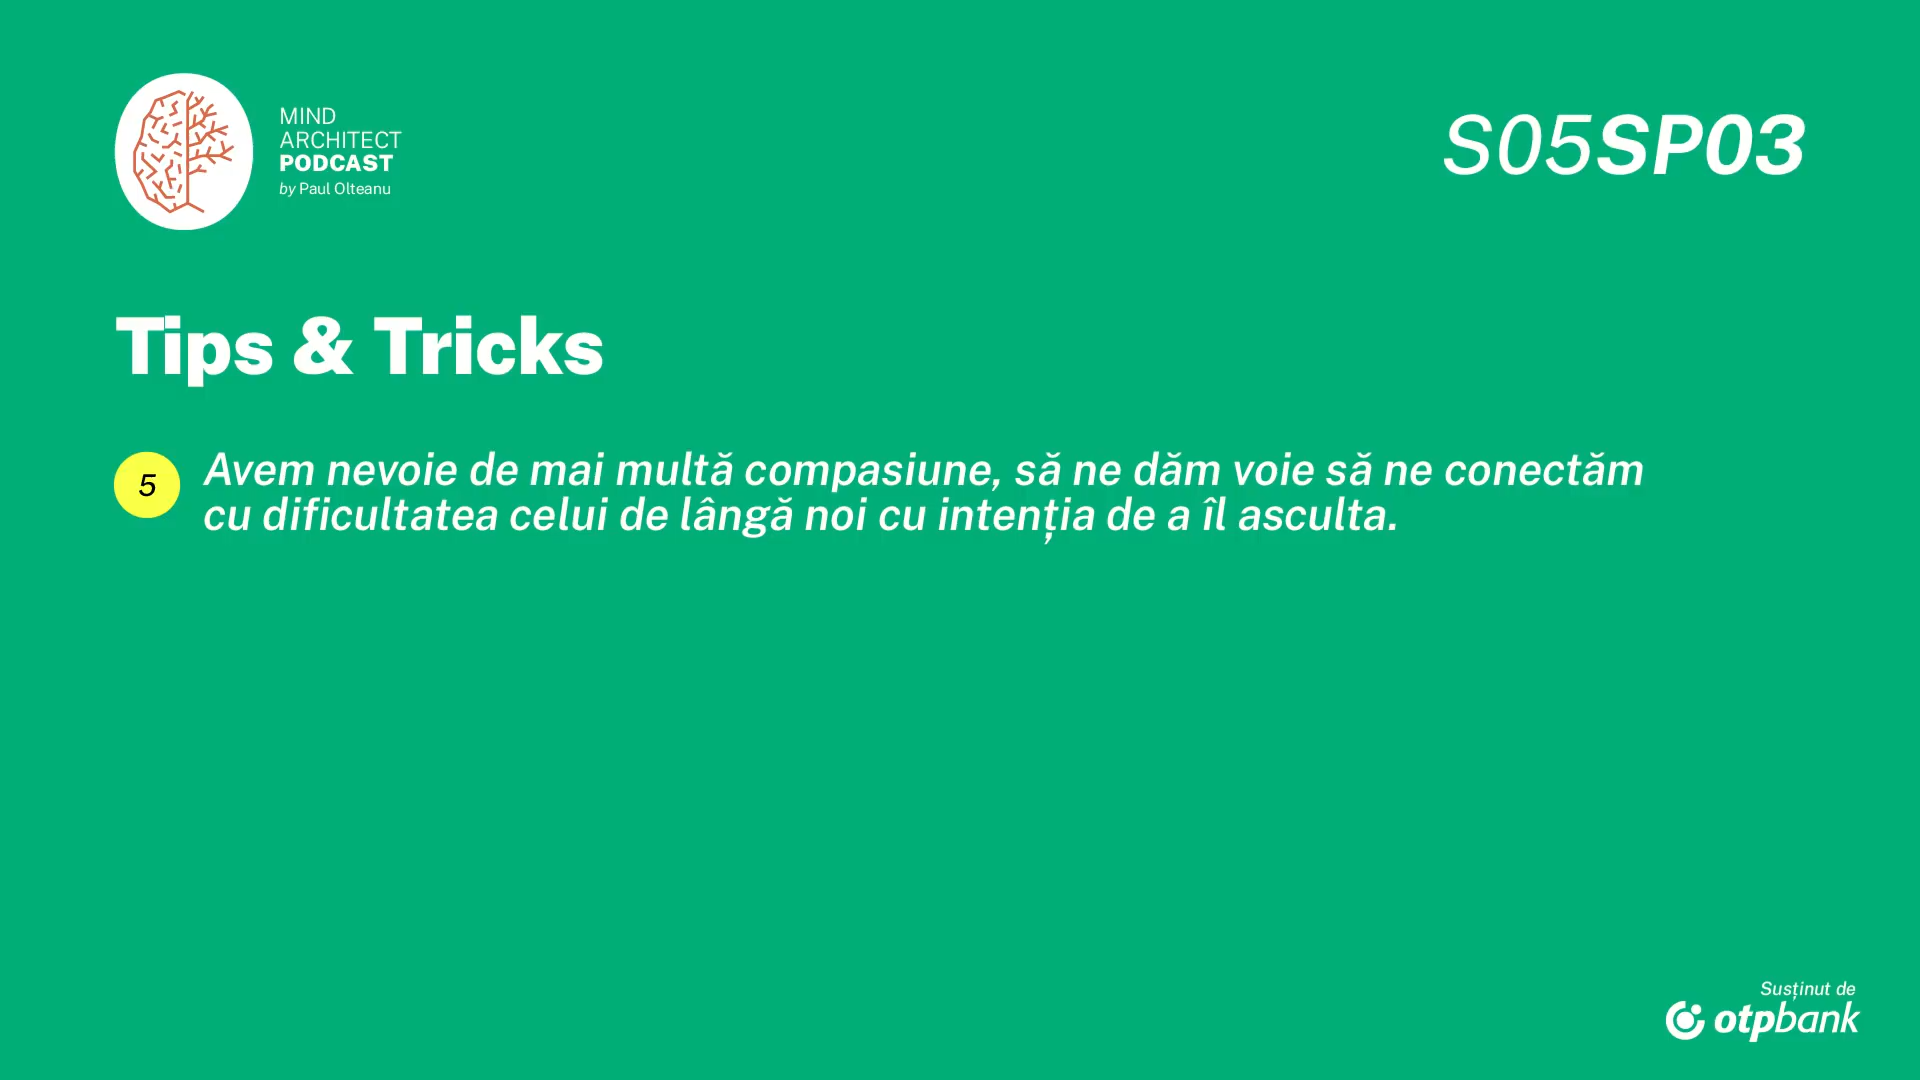 MIND
ARCHITECT
PODCAST
by Paul Olteanu
S05SP03
Tips & Tricks
5
Avem nevoie de mai multă compasiune, să ne dăm voie să ne conectăm
cu dificultatea celui de lângă noi cu intenția de a îl asculta.
Susținut de
otpbank